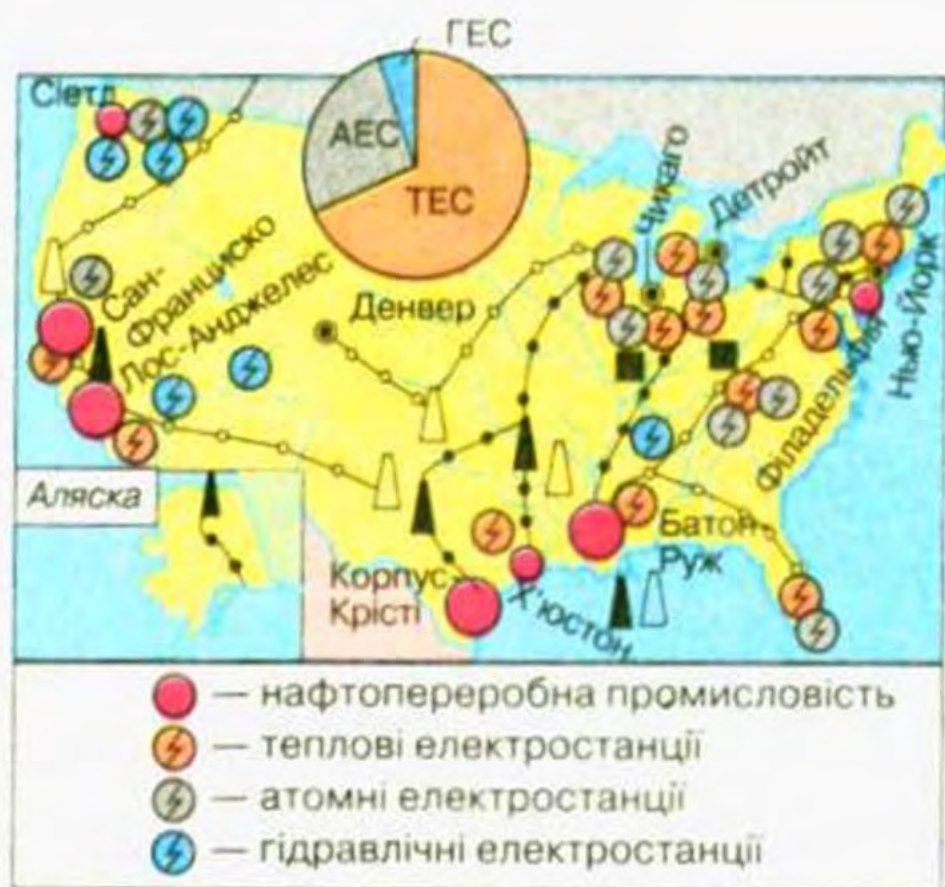 ГЕС
АЕС
ТЕС
Сіетл
Чикаго
Детройт
Сан-
Франциско
Лос-Анджелес
Денвер
Нью-Йорк
Філадельфія
Аляска
Батон-
Руж
Корпус-
Крісті
Х'юстон
— нафтопереробна промисловість
— теплові електростанції
— атомні електростанції
— гідравлічні електростанції